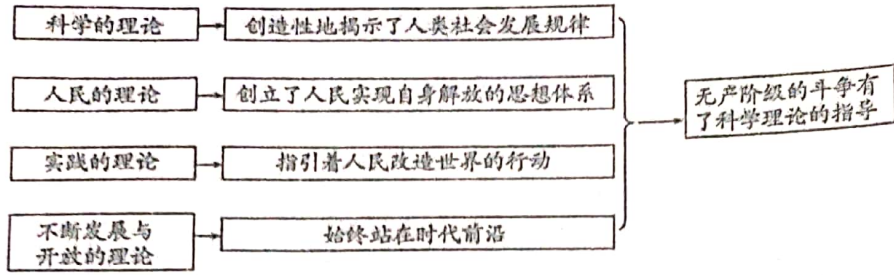 科学的理论
创造性地揭示了人类社会发展规律
人民的理论
创立了人民实现自身解放的思想体系
实践的理论
指引着人民改造世界的行动
不断发展与
开放的理论
始终站在时代前沿
无产阶级的斗争有
了科学理论的指导